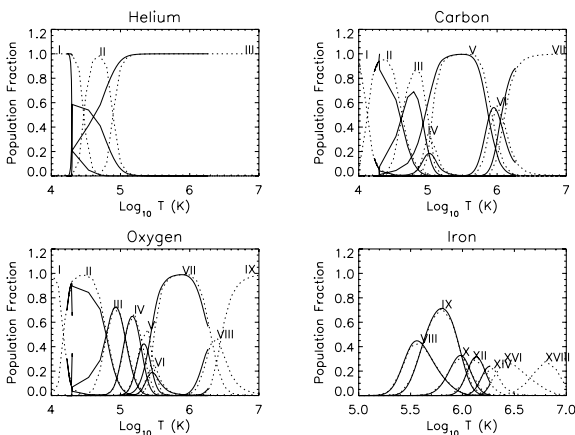 Helium
Carbon
Population Fraction
1.2
1.0
0.8
0.6
0.4
0.2
0.0
I
II
III
4
5
6
7
Log10 T (K)
Population Fraction
1.2
1.0
0.8
0.6
0.4
0.2
0.0
I
II
III
IV
V
VI
VII
4
5
6
7
Log10 T (K)
Oxygen
Iron
Population Fraction
1.2
1.0
0.8
0.6
0.4
0.2
0.0
I
II
III
IV
V
VI
VII
VIII
IX
4
5
6
7
Log10 T (K)
Population Fraction
1.2
1.0
0.8
0.6
0.4
0.2
0.0
VIII
IX
X
XII
XIV
XVI
XVIII
5.0
5.5
6.0
6.5
7.0
Log10 T (K)